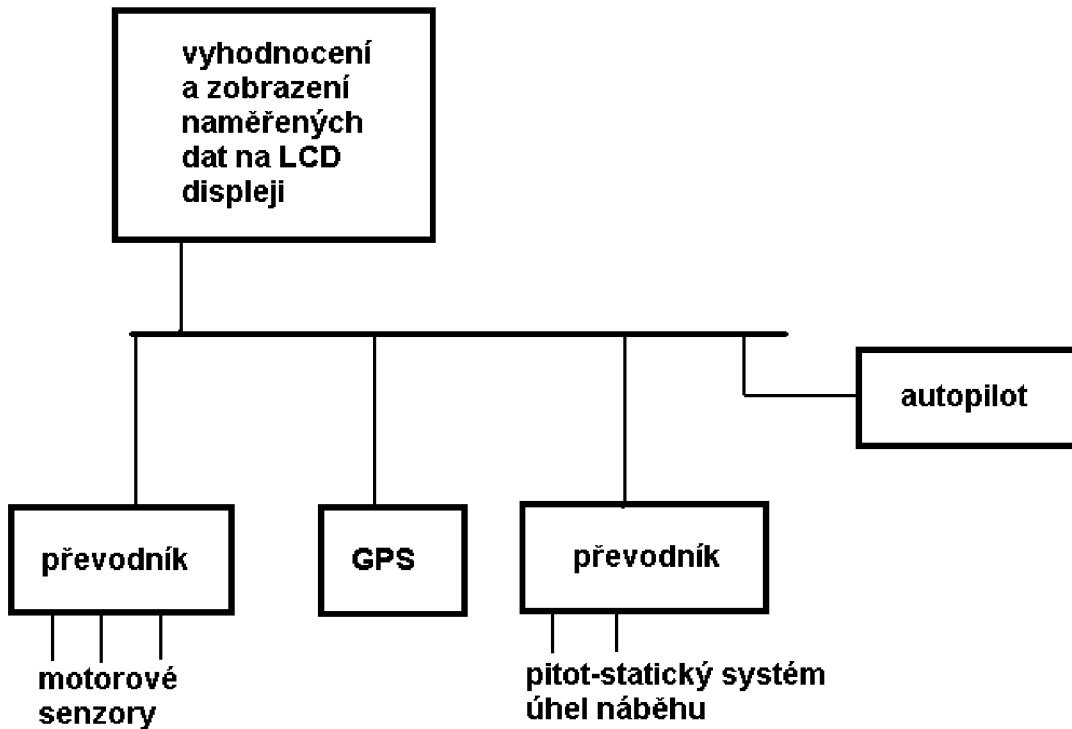 vyhodnocení
a zobrazení
naměřených
dat na LCD
displeji
autopilot
převodník
GPS
převodník
motorové
senzory
pitot-statický systém
úhel náběhu